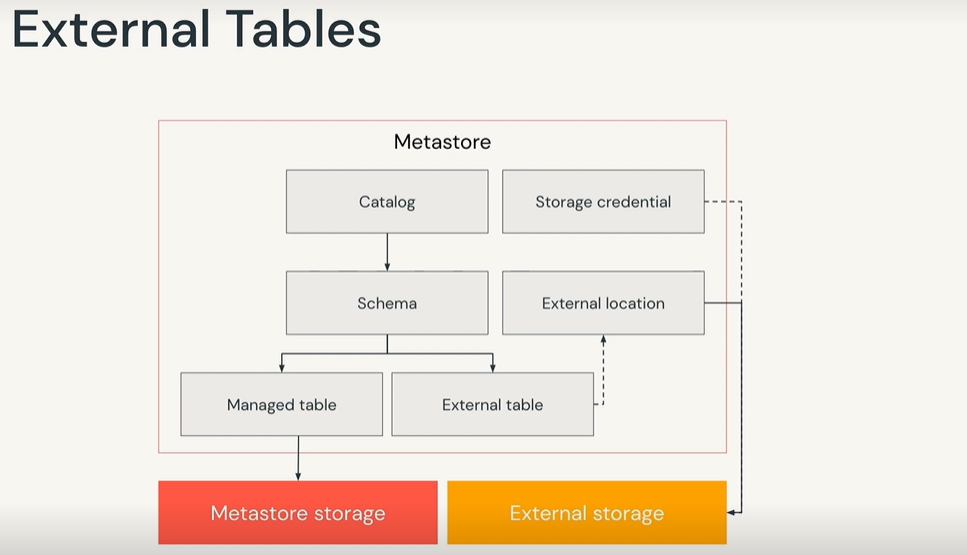 External Tables
Metastore
Catalog
Storage credential
Schema
External location
Managed table
External table
Metastore storage
External storage